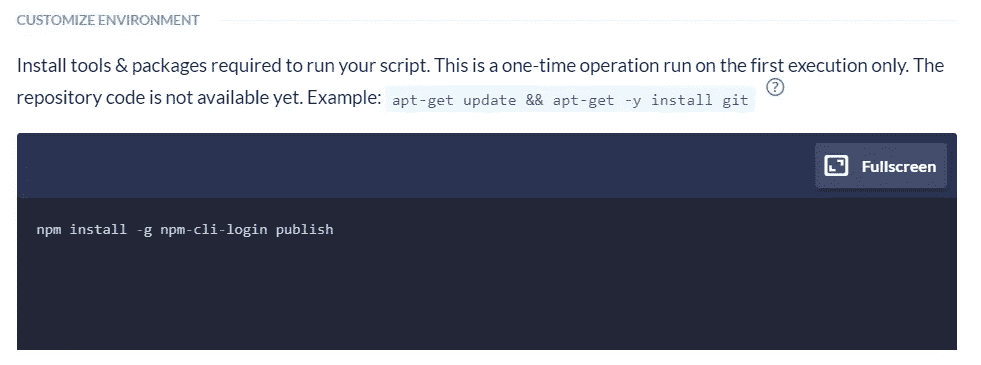 CUSTOMIZE ENVIRONMENT
Install tools & packages required to run your script. This is a one-time operation run on the first execution only. The
repository code is not available yet. Example: apt-get update && apt-get -y install git ?
Fullscreen
npm install -g npm-cli-login publish